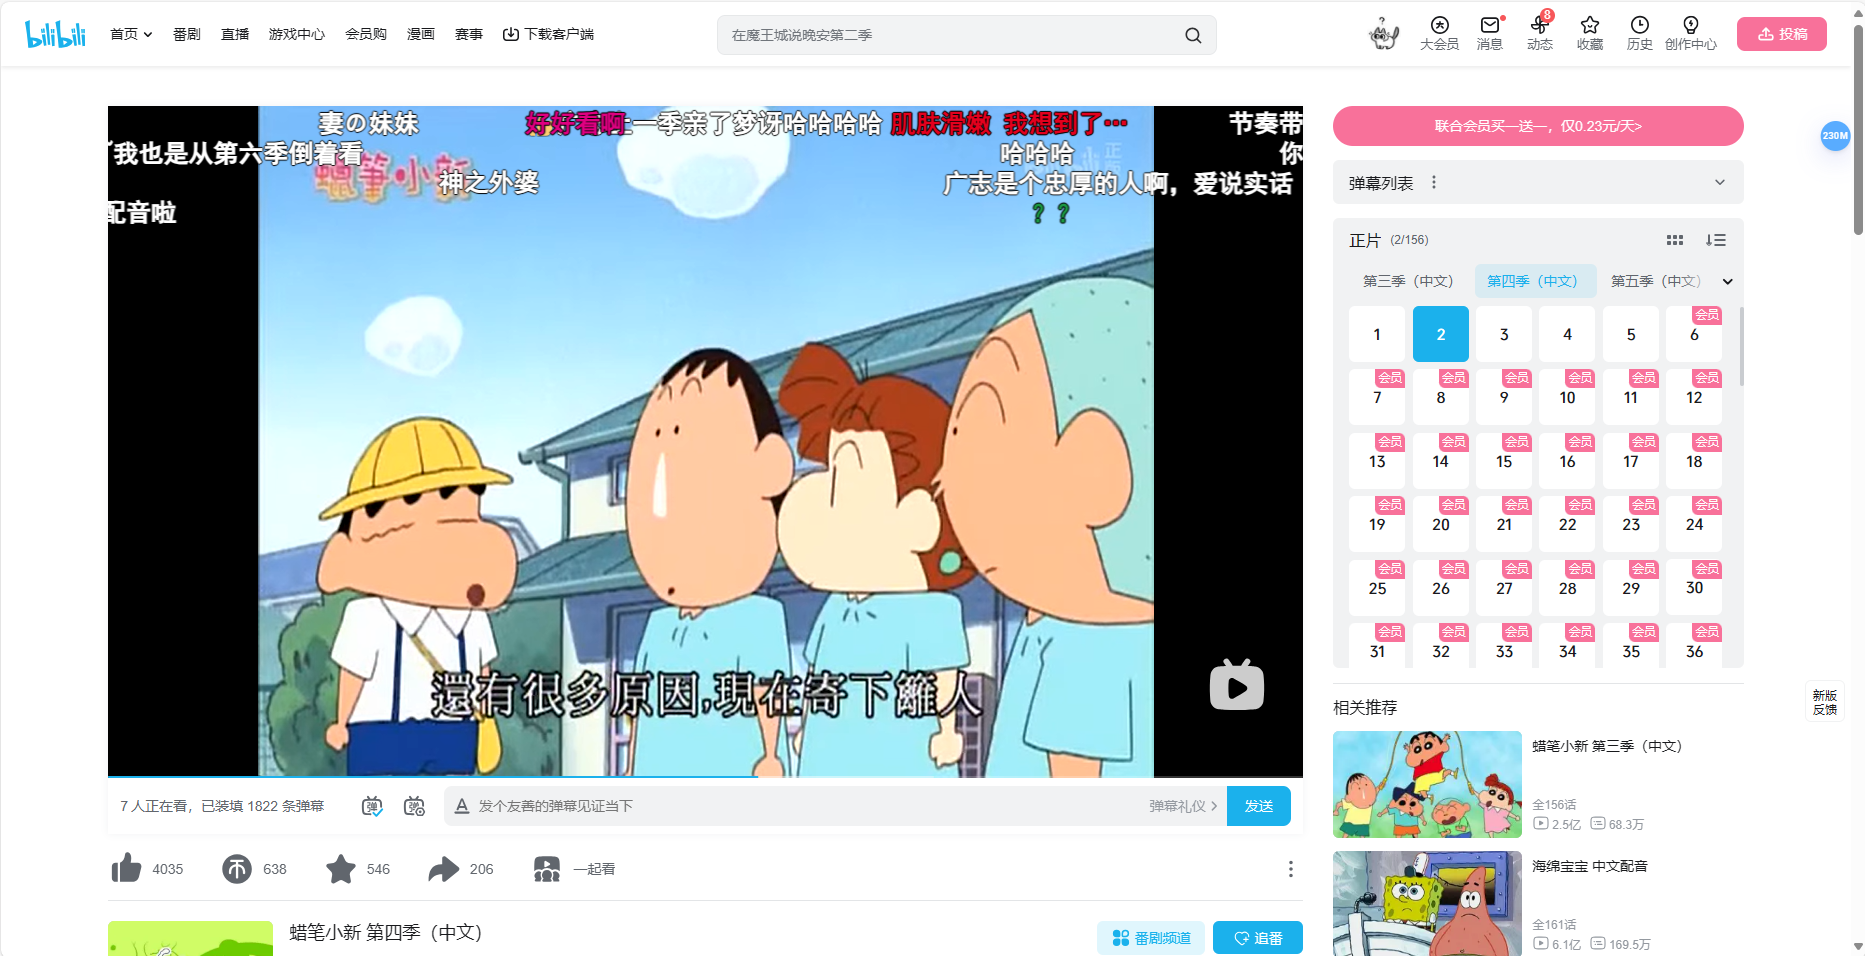 bilibili
首页
番剧
直播
游戏中心
会员购
漫画
赛事
下载客户端
在魔王城说晚安第二季
大会员
消息
8
动态
收藏
历史
创作中心
投稿
妻の妹妹
好好看啊
一季亲了梦讶哈哈哈哈
肌肤滑嫩
我想到了…
节奏带
我也是从第六季倒着看
哈哈哈
你
蠟筆小新
神之外婆
广志是个忠厚的人啊，爱说实话
配音啦
？？
還有很多原因,現在寄下籬人
联合会员买一送一，仅0.23元/天>
230M
弹幕列表
正片 (2/156)
第三季（中文）
第四季（中文）
第五季（中文）
1
2
3
4
5
会员
6
会员
7
会员
8
会员
9
会员
10
会员
11
会员
12
会员
13
会员
14
会员
15
会员
16
会员
17
会员
18
会员
19
会员
20
会员
21
会员
22
会员
23
会员
24
会员
25
会员
26
会员
27
会员
28
会员
29
会员
30
会员
31
会员
32
会员
33
会员
34
会员
35
会员
36
7 人正在看，已装填 1822 条弹幕
弹
弹
A
发个友善的弹幕见证当下
弹幕礼仪
发送
4035
638
546
206
一起看
蜡笔小新 第四季（中文）
番剧频道
追番
新版
反馈
相关推荐
蜡笔小新 第三季（中文）
全156话
2.5亿
68.3万
海绵宝宝 中文配音
全161话
6.1亿
169.5万